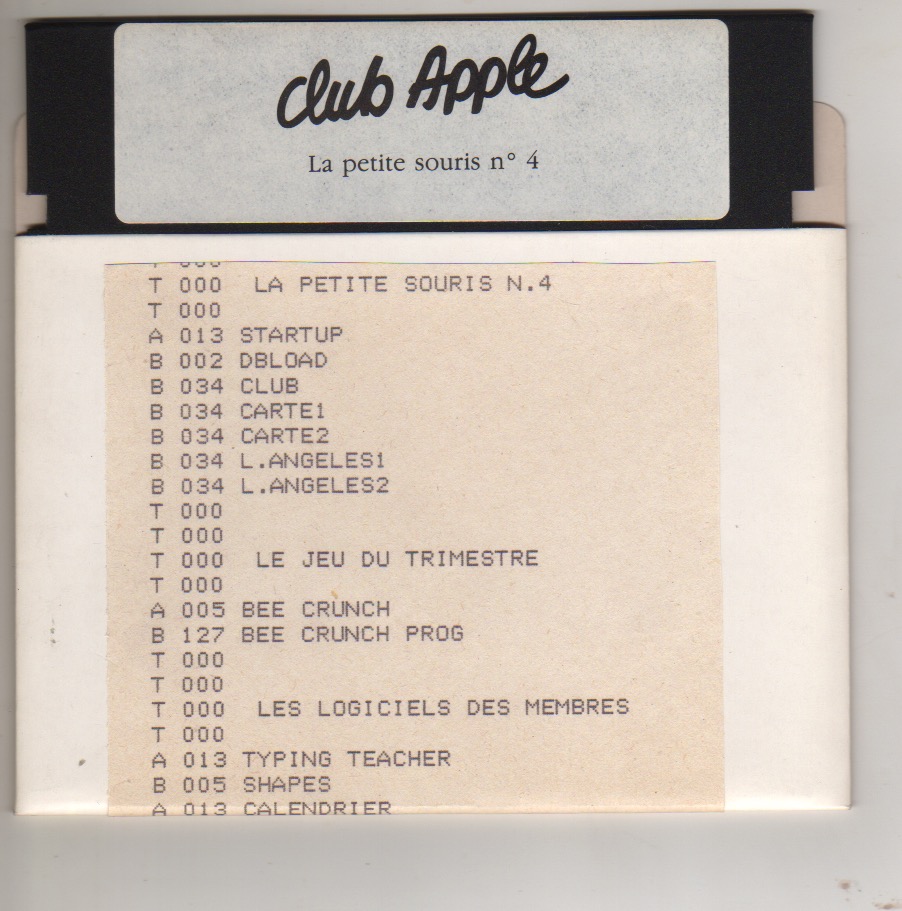 Club Apple
La petite souris n° 4
T 000
T 000 LA PETITE SOURIS N.4
T 000
A 013 STARTUP
B 002 DBLOAD
B 034 CLUB
B 034 CARTE1
B 034 CARTE2
B 034 L.ANGELES1
B 034 L.ANGELES2
T 000
T 000
T 000 LE JEU DU TRIMESTRE
T 000
A 005 BEE CRUNCH
B 127 BEE CRUNCH PROG
T 000
T 000
T 000 LES LOGICIELS DES MEMBRES
T 000
A 013 TYPING TEACHER
B 005 SHAPES
A 013 CALENDRIER